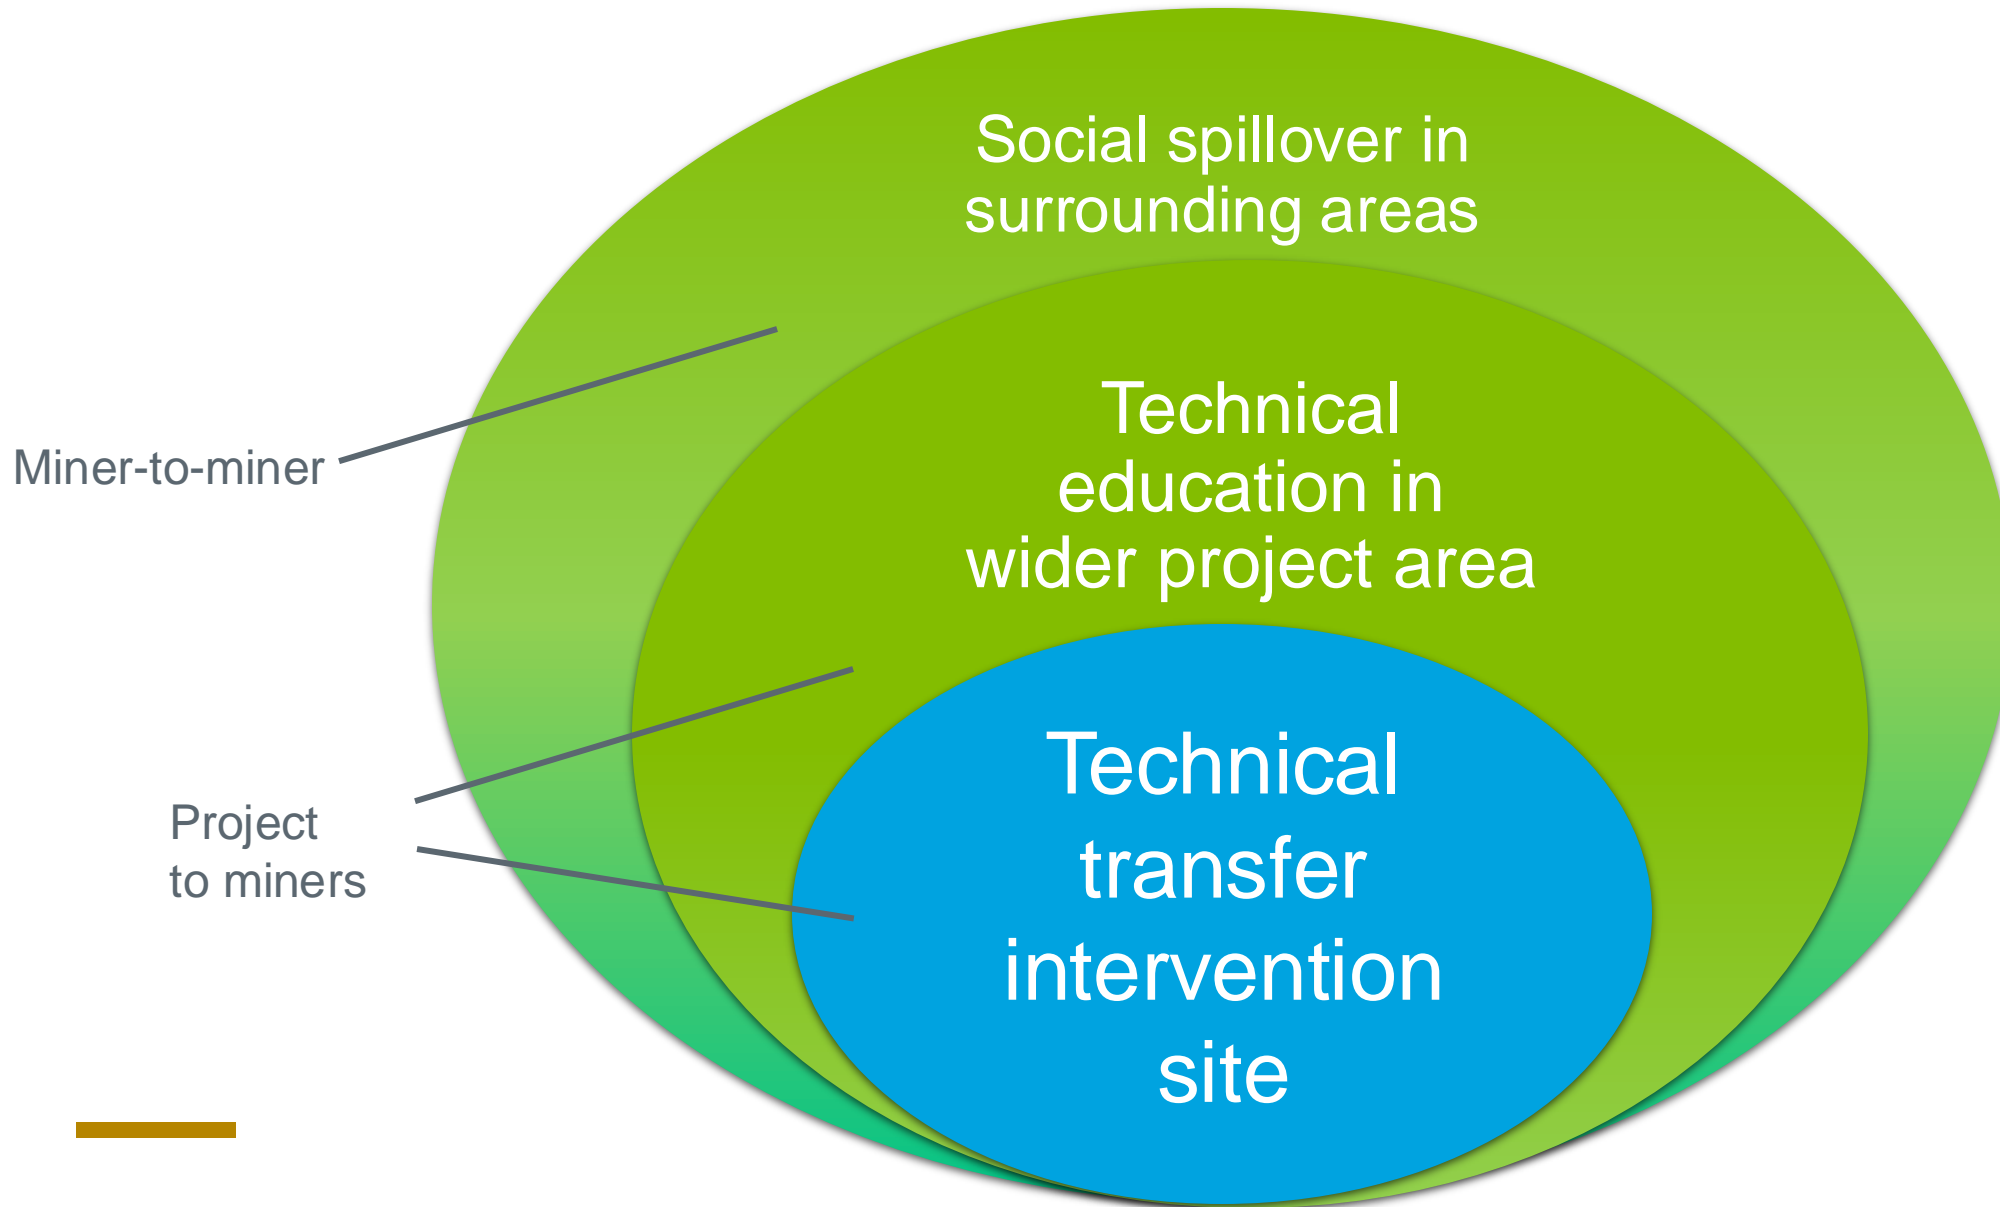 Social spillover in
surrounding areas
Technical
education in
wider project area
Technical
transfer
intervention
site
Miner-to-miner
Project
to miners